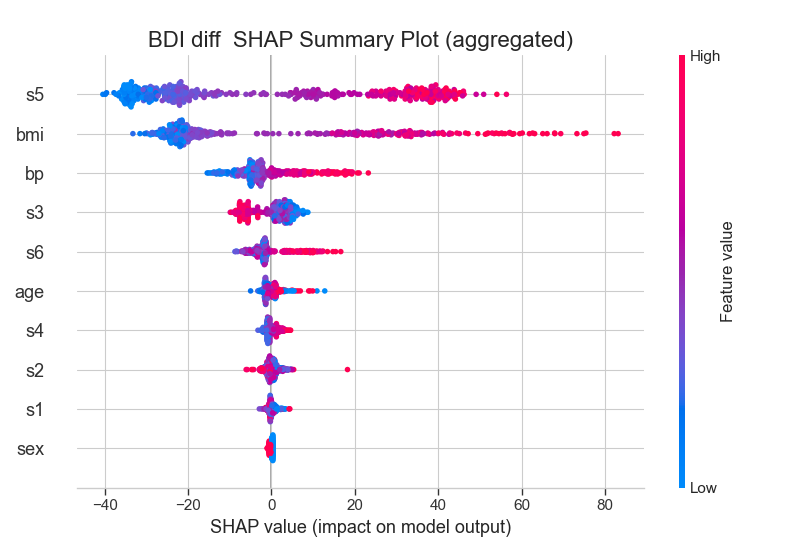 BDI diff  SHAP Summary Plot (aggregated)
High
s5
bmi
bp
s3
s6
age
s4
s2
s1
sex
Feature value
Low
−40 −20 0 20 40 60 80
SHAP value (impact on model output)